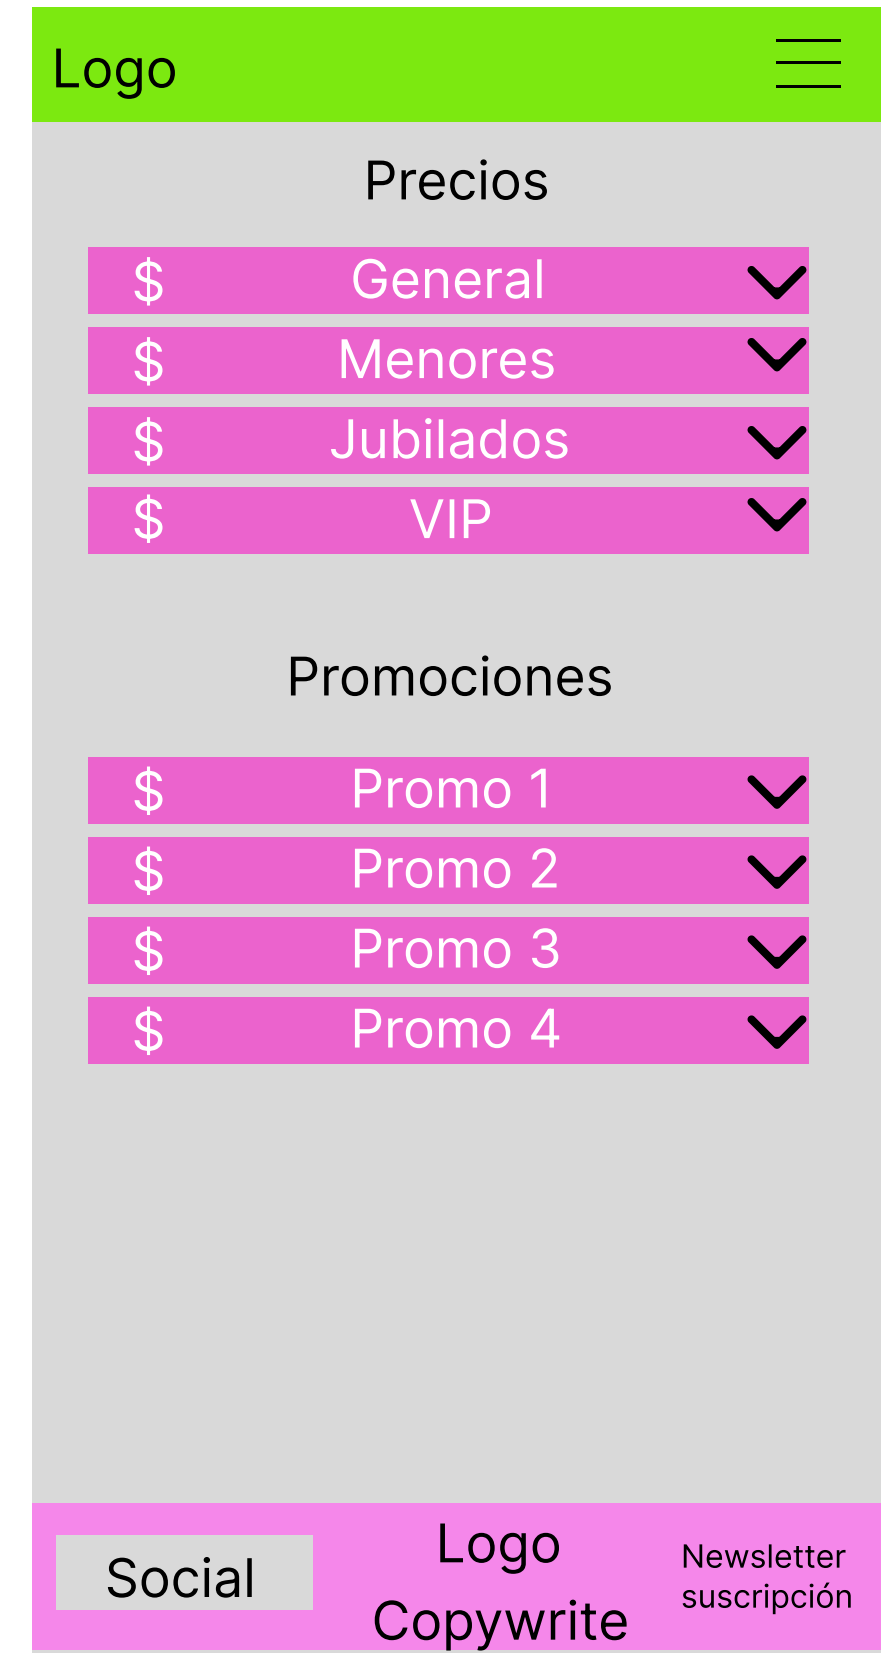 Logo
Precios
$ General
$ Menores
$ Jubilados
$ VIP
Promociones
$ Promo 1
$ Promo 2
$ Promo 3
$ Promo 4
Social
Logo
Copywrite
Newsletter
suscripción